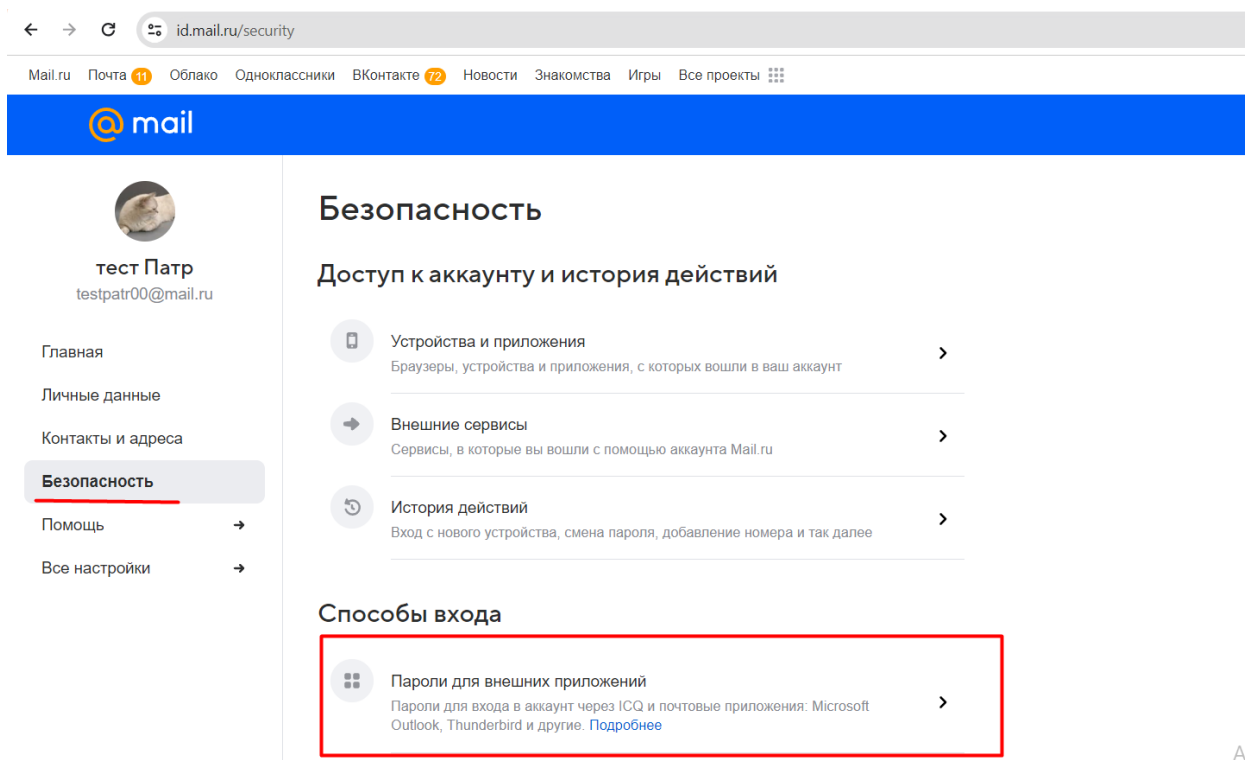 id.mail.ru/security
Mail.ru Почта 11 Облако Одноклассники ВКонтакте 72 Новости Знакомства Игры Все проекты
@mail
тест Патр
testpatr00@mail.ru
Главная
Личные данные
Контакты и адреса
Безопасность
Помощь
Все настройки
Безопасность
Доступ к аккаунту и история действий
Устройства и приложения
Браузеры, устройства и приложения, с которых вошли в ваш аккаунт
Внешние сервисы
Сервисы, в которые вы вошли с помощью аккаунта Mail.ru
История действий
Вход с нового устройства, смена пароля, добавление номера и так далее
Способы входа
Пароли для внешних приложений
Пароли для входа в аккаунт через ICQ и почтовые приложения: Microsoft
Outlook, Thunderbird и другие. Подробнее